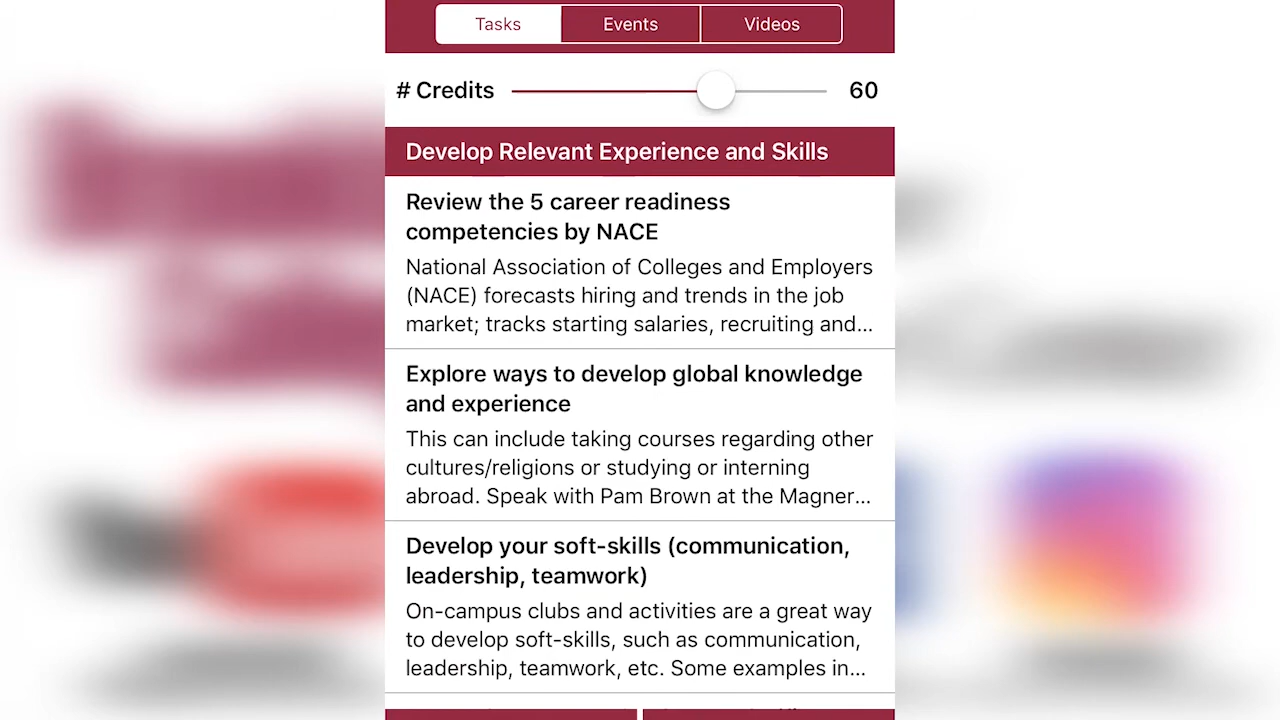 Tasks
Events
Videos
# Credits
60
Develop Relevant Experience and Skills
Review the 5 career readiness
competencies by NACE
National Association of Colleges and Employers
(NACE) forecasts hiring and trends in the job
market; tracks starting salaries, recruiting and...
Explore ways to develop global knowledge
and experience
This can include taking courses regarding other
cultures/religions or studying or interning
abroad. Speak with Pam Brown at the Magner...
Develop your soft-skills (communication,
leadership, teamwork)
On-campus clubs and activities are a great way
to develop soft-skills, such as communication,
leadership, teamwork, etc. Some examples in...